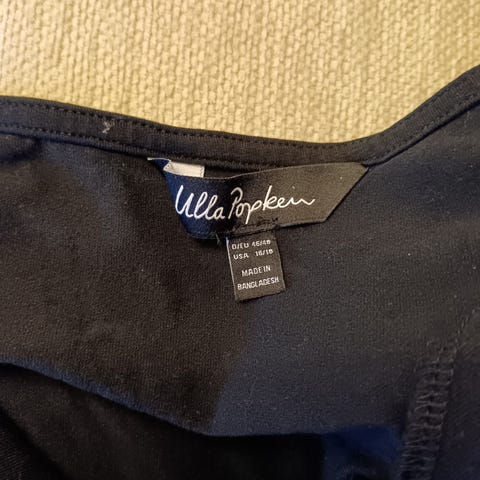 Ulla Popken
D/EU 46/48
USA 16/18
MADE IN
BANGLADESH